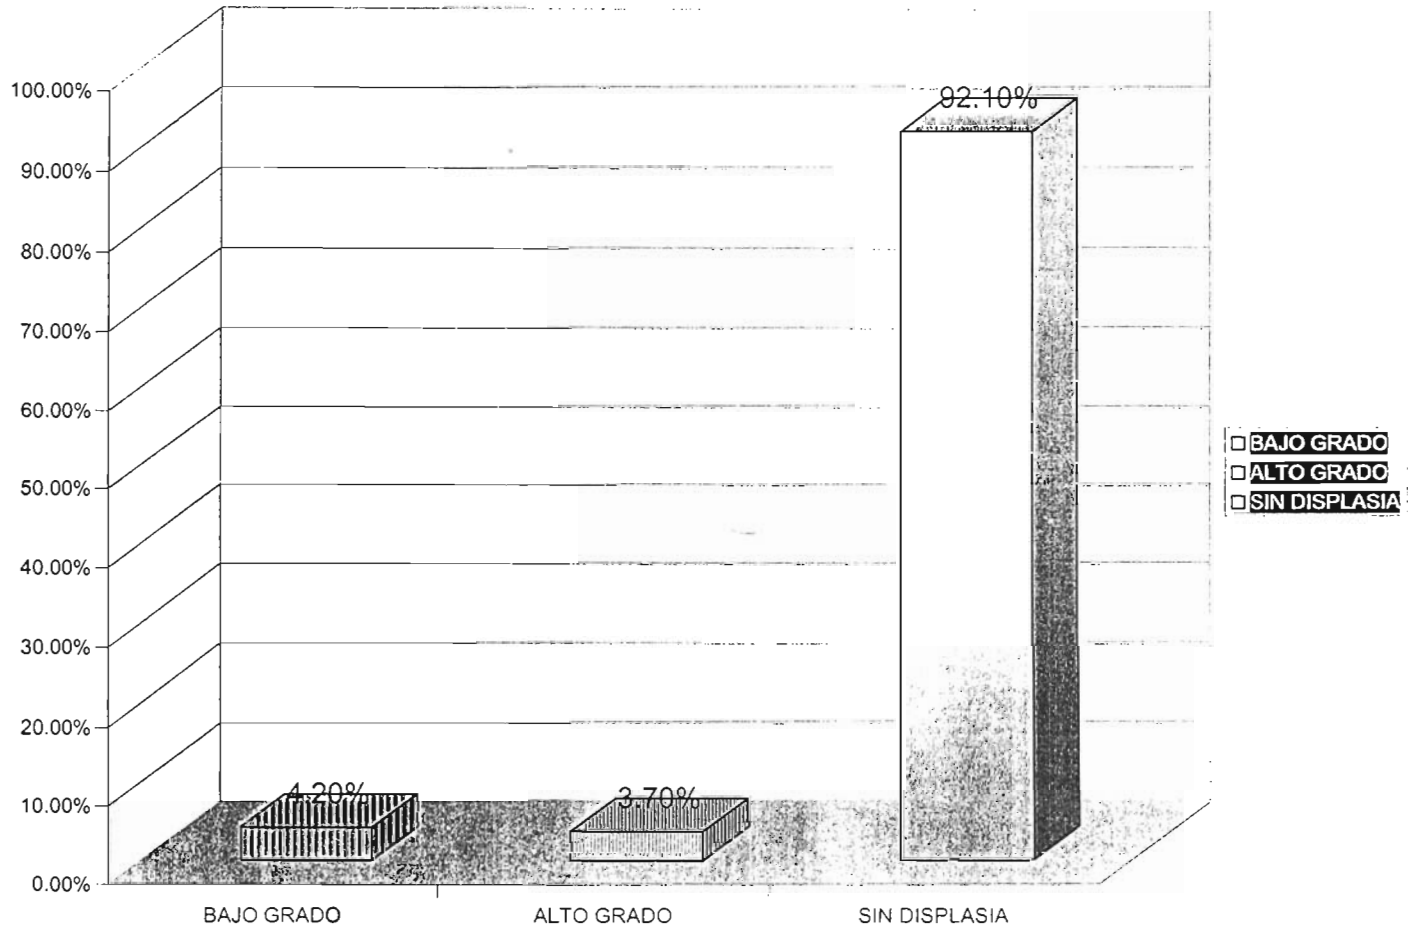 100.00%
90.00%
80.00%
70.00%
60.00%
50.00%
40.00%
30.00%
20.00%
10.00%
0.00%
92.10%
4.20%
3.70%
BAJO GRADO
ALTO GRADO
SIN DISPLASIA
BAJO GRADO
ALTO GRADO
SIN DISPLASIA